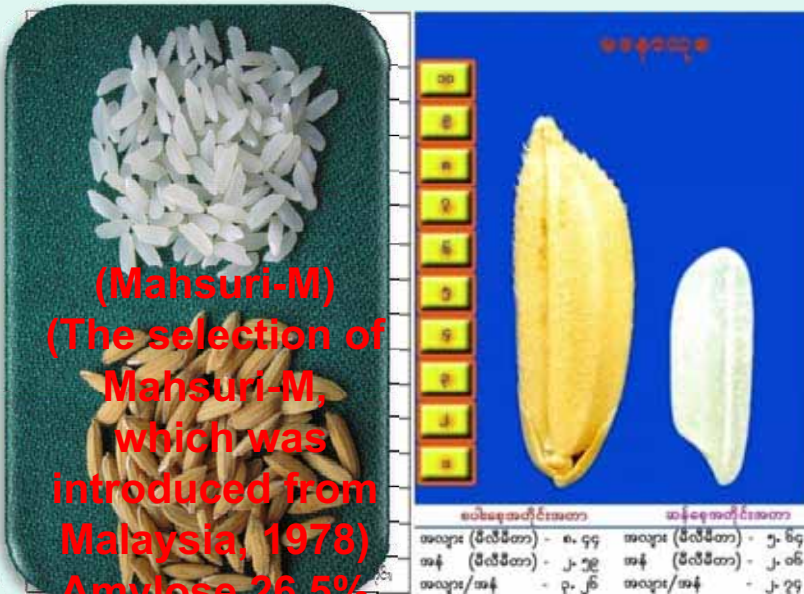 (Mahsuri-M)
(The selection of
Mahsuri-M,
which was
introduced from
Malaysia, 1978)
Amylose 26.5%
မနောသုခ
၁၀
၉
၈
၇
၆
၅
၄
၃
၂
၁
စပါးစေ့အတိုင်းအတာ
အလျား (မီလီမီတာ) - ၈.၄၄
အနံ (မီလီမီတာ) - ၂.၅၉
အလျား/အနံ - ၃.၂၆
ဆန်စေ့အတိုင်းအတာ
အလျား (မီလီမီတာ) - ၅.၆၄
အနံ (မီလီမီတာ) - ၂.၀၆
အလျား/အနံ - ၂.၇၄